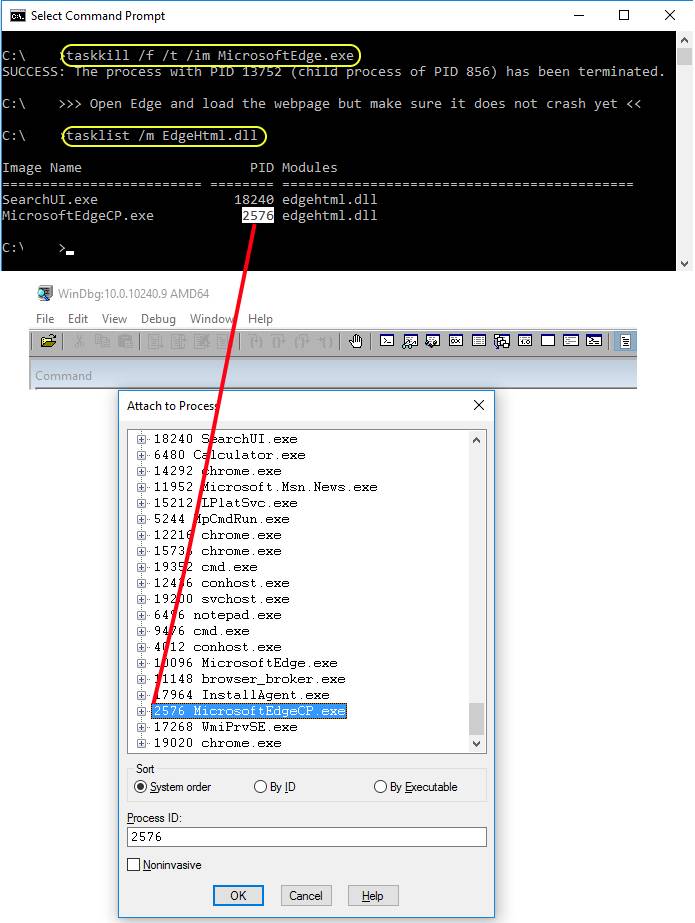 Select Command Prompt
C:\ >taskkill /f /t /im MicrosoftEdge.exe
SUCCESS: The process with PID 13752 (child process of PID 856) has been terminated.
C:\ >>> Open Edge and load the webpage but make sure it does not crash yet <<
C:\ >tasklist /m EdgeHtml.dll
Image Name PID Modules
========================= ======== ============================================
SearchUI.exe 18240 edgehtml.dll
MicrosoftEdgeCP.exe 2576 edgehtml.dll
C:\ >
WinDbg:10.0.10240.9 AMD64
File Edit View Debug Window Help
Command
Attach to Process
18240 SearchUI.exe
6480 Calculator.exe
14292 chrome.exe
11952 Microsoft.Msn.News.exe
15212 LPlatSvc.exe
5244 MpCmdRun.exe
12216 chrome.exe
15736 chrome.exe
19352 cmd.exe
12436 conhost.exe
19200 svchost.exe
6496 notepad.exe
9476 cmd.exe
4012 conhost.exe
10096 MicrosoftEdge.exe
11148 browser_broker.exe
17964 InstallAgent.exe
2576 MicrosoftEdgeCP.exe
17268 WmiPrvSE.exe
19020 chrome.exe
Sort
System order By ID By Executable
Process ID:
2576
Noninvasive
OK Cancel Help